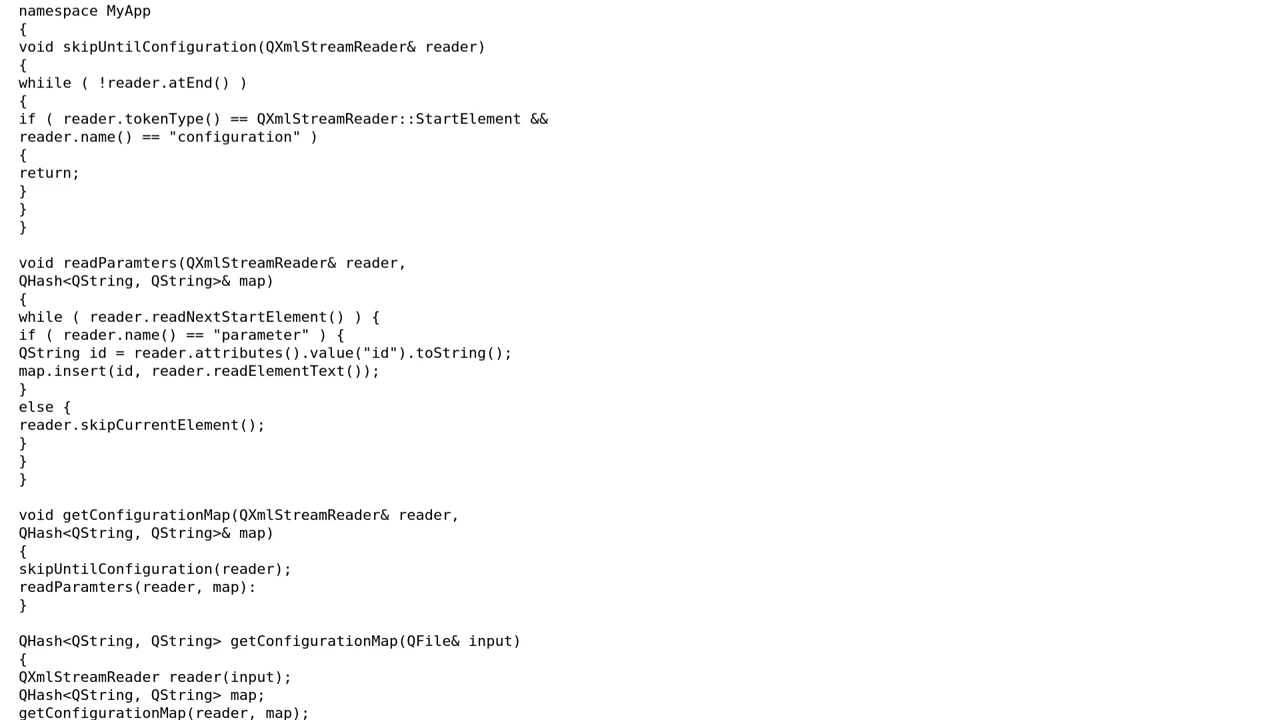 namespace MyApp
{
void skipUntilConfiguration(QXmlStreamReader& reader)
{
whiile ( !reader.atEnd() )
{
if ( reader.tokenType() == QXmlStreamReader::StartElement &&
reader.name() == "configuration" )
{
return;
}
}
}

void readParamters(QXmlStreamReader& reader,
QHash<QString, QString>& map)
{
while ( reader.readNextStartElement() ) {
if ( reader.name() == "parameter" ) {
QString id = reader.attributes().value("id").toString();
map.insert(id, reader.readElementText());
}
else {
reader.skipCurrentElement();
}
}
}

void getConfigurationMap(QXmlStreamReader& reader,
QHash<QString, QString>& map)
{
skipUntilConfiguration(reader);
readParamters(reader, map):
}

QHash<QString, QString> getConfigurationMap(QFile& input)
{
QXmlStreamReader reader(input);
QHash<QString, QString> map;
getConfigurationMap(reader, map);